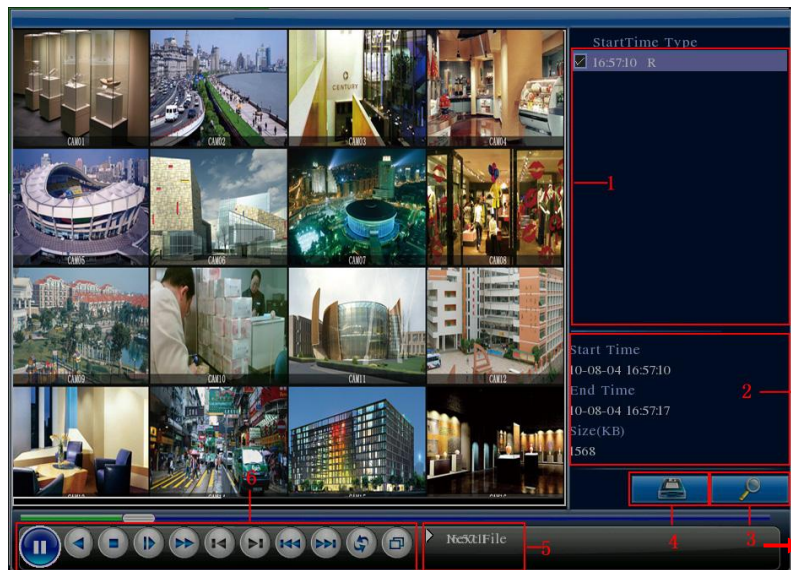 StartTime Type
16:57:10 R
CENTURY
CAM01
CAM02
CAM03
CAM04
CAM05
CAM06
CAM07
CAM08
CAM09
CAM10
CAM11
CAM12
1
Start Time
10-08-04 16:57:10
End Time
10-08-04 16:57:17
Size(KB)
1568
2
6
4
3
5